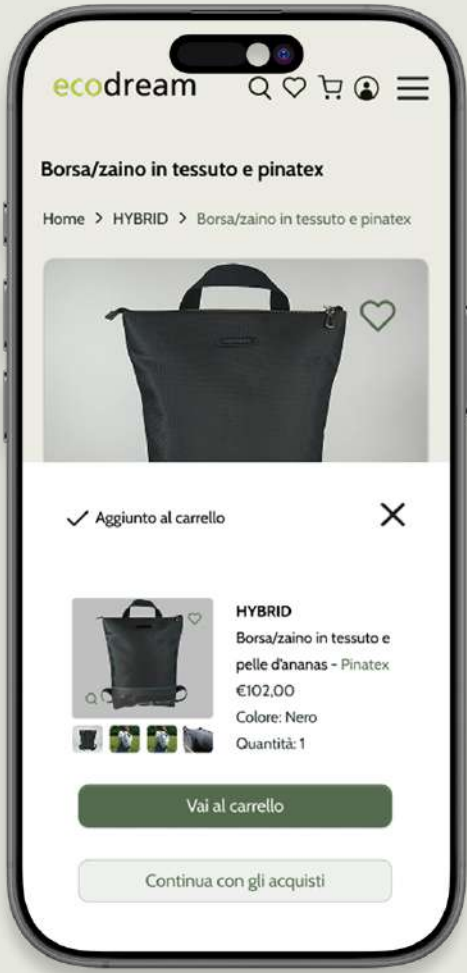 ecodream
Borsa/zaino in tessuto e pinatex
Home > HYBRID > Borsa/zaino in tessuto e pinatex
Aggiunto al carrello
HYBRID
Borsa/zaino in tessuto e
pelle d'ananas - Pinatex
€102,00
Colore: Nero
Quantità: 1
Vai al carrello
Continua con gli acquisti